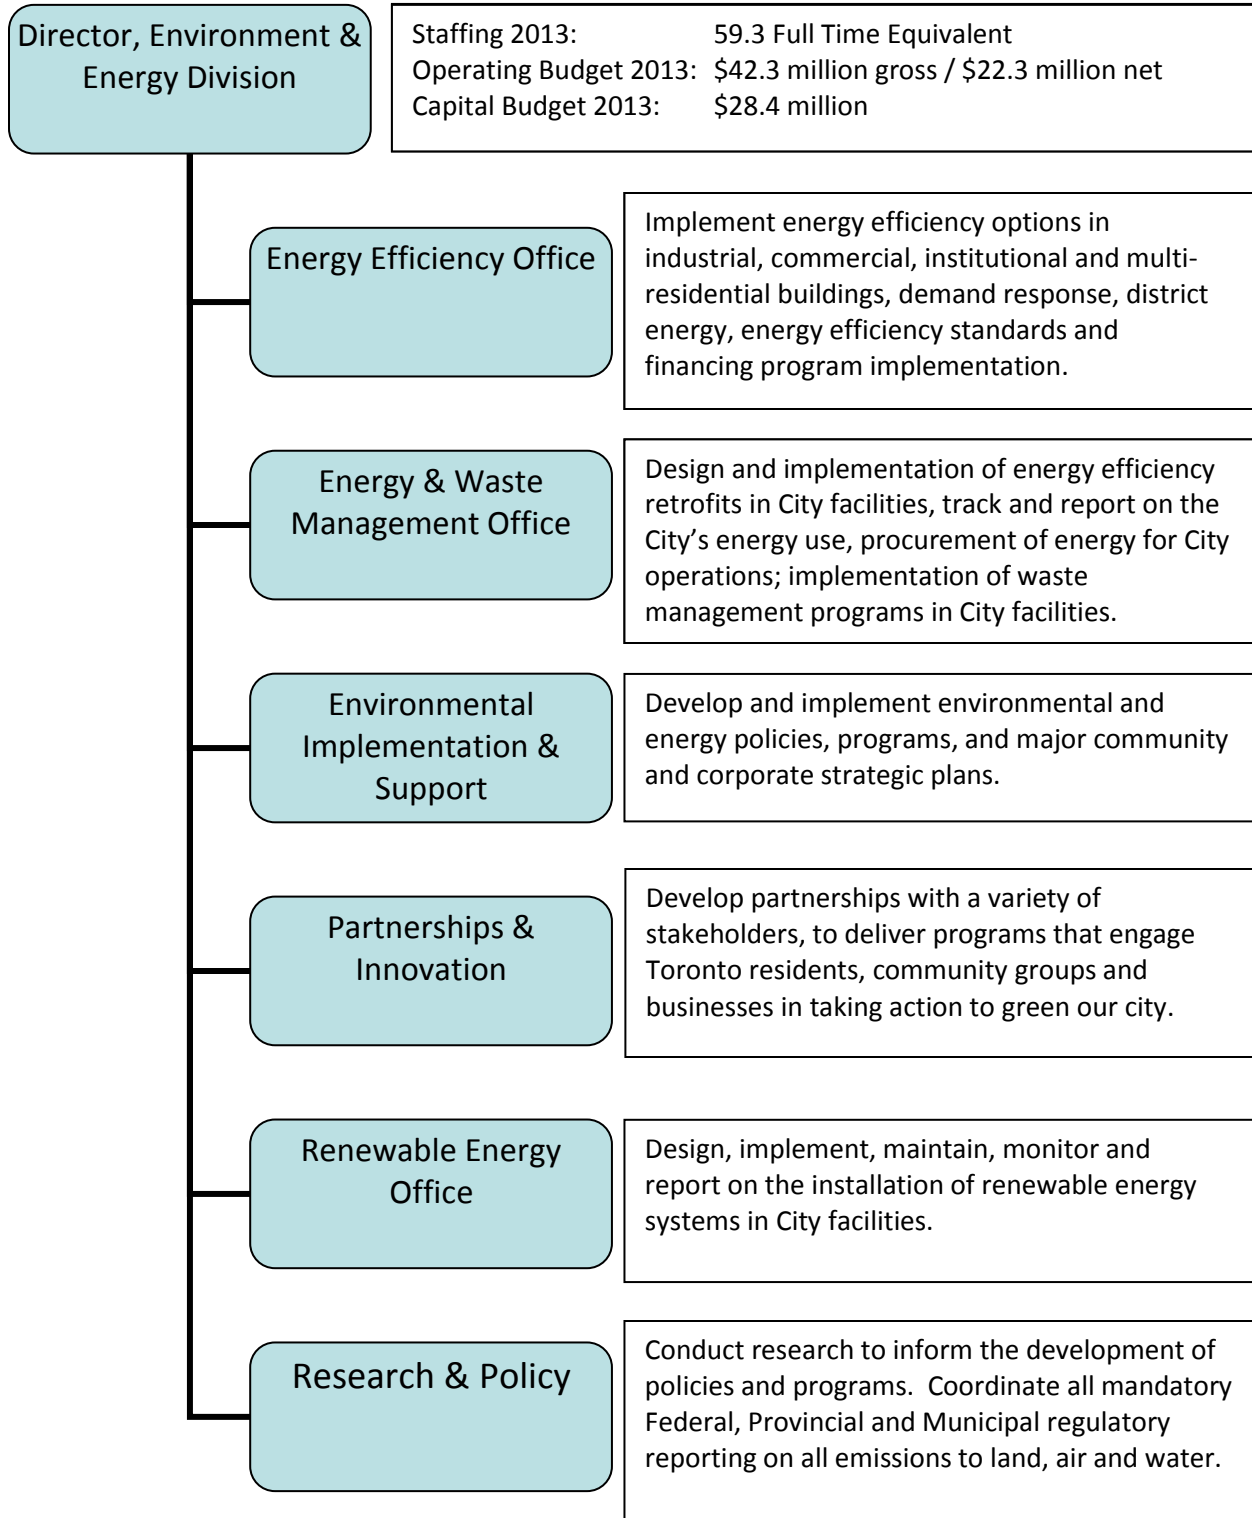 Director, Environment &
Energy Division
Staffing 2013: 59.3 Full Time Equivalent
Operating Budget 2013: $42.3 million gross / $22.3 million net
Capital Budget 2013: $28.4 million
Energy Efficiency Office
Implement energy efficiency options in
industrial, commercial, institutional and multi-
residential buildings, demand response, district
energy, energy efficiency standards and
financing program implementation.
Energy & Waste
Management Office
Design and implementation of energy efficiency
retrofits in City facilities, track and report on the
City’s energy use, procurement of energy for City
operations; implementation of waste
management programs in City facilities.
Environmental
Implementation &
Support
Develop and implement environmental and
energy policies, programs, and major community
and corporate strategic plans.
Partnerships &
Innovation
Develop partnerships with a variety of
stakeholders, to deliver programs that engage
Toronto residents, community groups and
businesses in taking action to green our city.
Renewable Energy
Office
Design, implement, maintain, monitor and
report on the installation of renewable energy
systems in City facilities.
Research & Policy
Conduct research to inform the development of
policies and programs.  Coordinate all mandatory
Federal, Provincial and Municipal regulatory
reporting on all emissions to land, air and water.